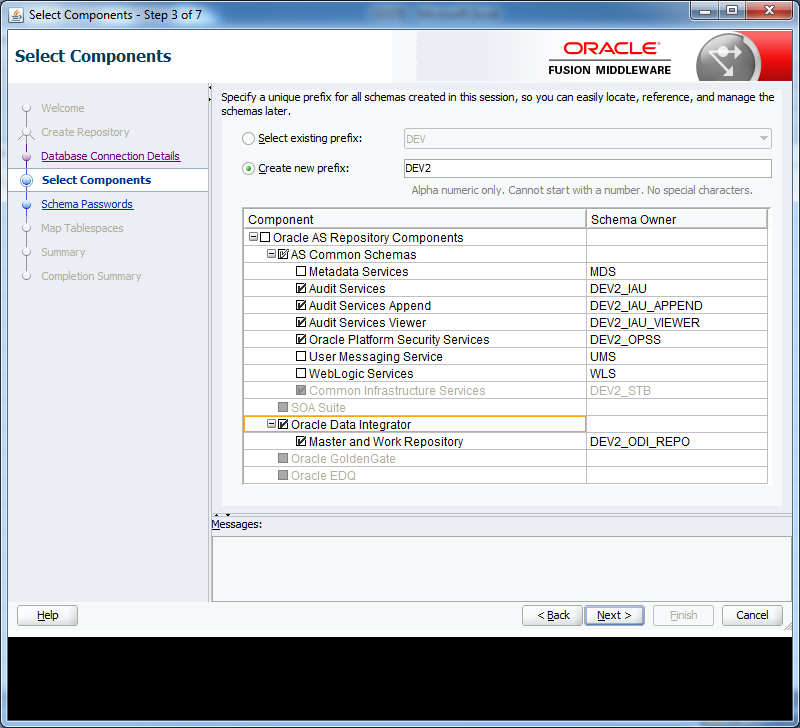 Select Components - Step 3 of 7
Select Components
ORACLE®
FUSION MIDDLEWARE
Welcome
Create Repository
Database Connection Details
Select Components
Schema Passwords
Map Tablespaces
Summary
Completion Summary
Specify a unique prefix for all schemas created in this session, so you can easily locate, reference, and manage the
schemas later.
Select existing prefix: DEV
Create new prefix: DEV2
Alpha numeric only. Cannot start with a number. No special characters.
Component Schema Owner
Oracle AS Repository Components
AS Common Schemas
Metadata Services MDS
Audit Services DEV2_IAU
Audit Services Append DEV2_IAU_APPEND
Audit Services Viewer DEV2_IAU_VIEWER
Oracle Platform Security Services DEV2_OPSS
User Messaging Service UMS
WebLogic Services WLS
Common Infrastructure Services DEV2_STB
SOA Suite
Oracle Data Integrator
Master and Work Repository DEV2_ODI_REPO
Oracle GoldenGate
Oracle EDQ
Messages:
Help < Back Next > Finish Cancel